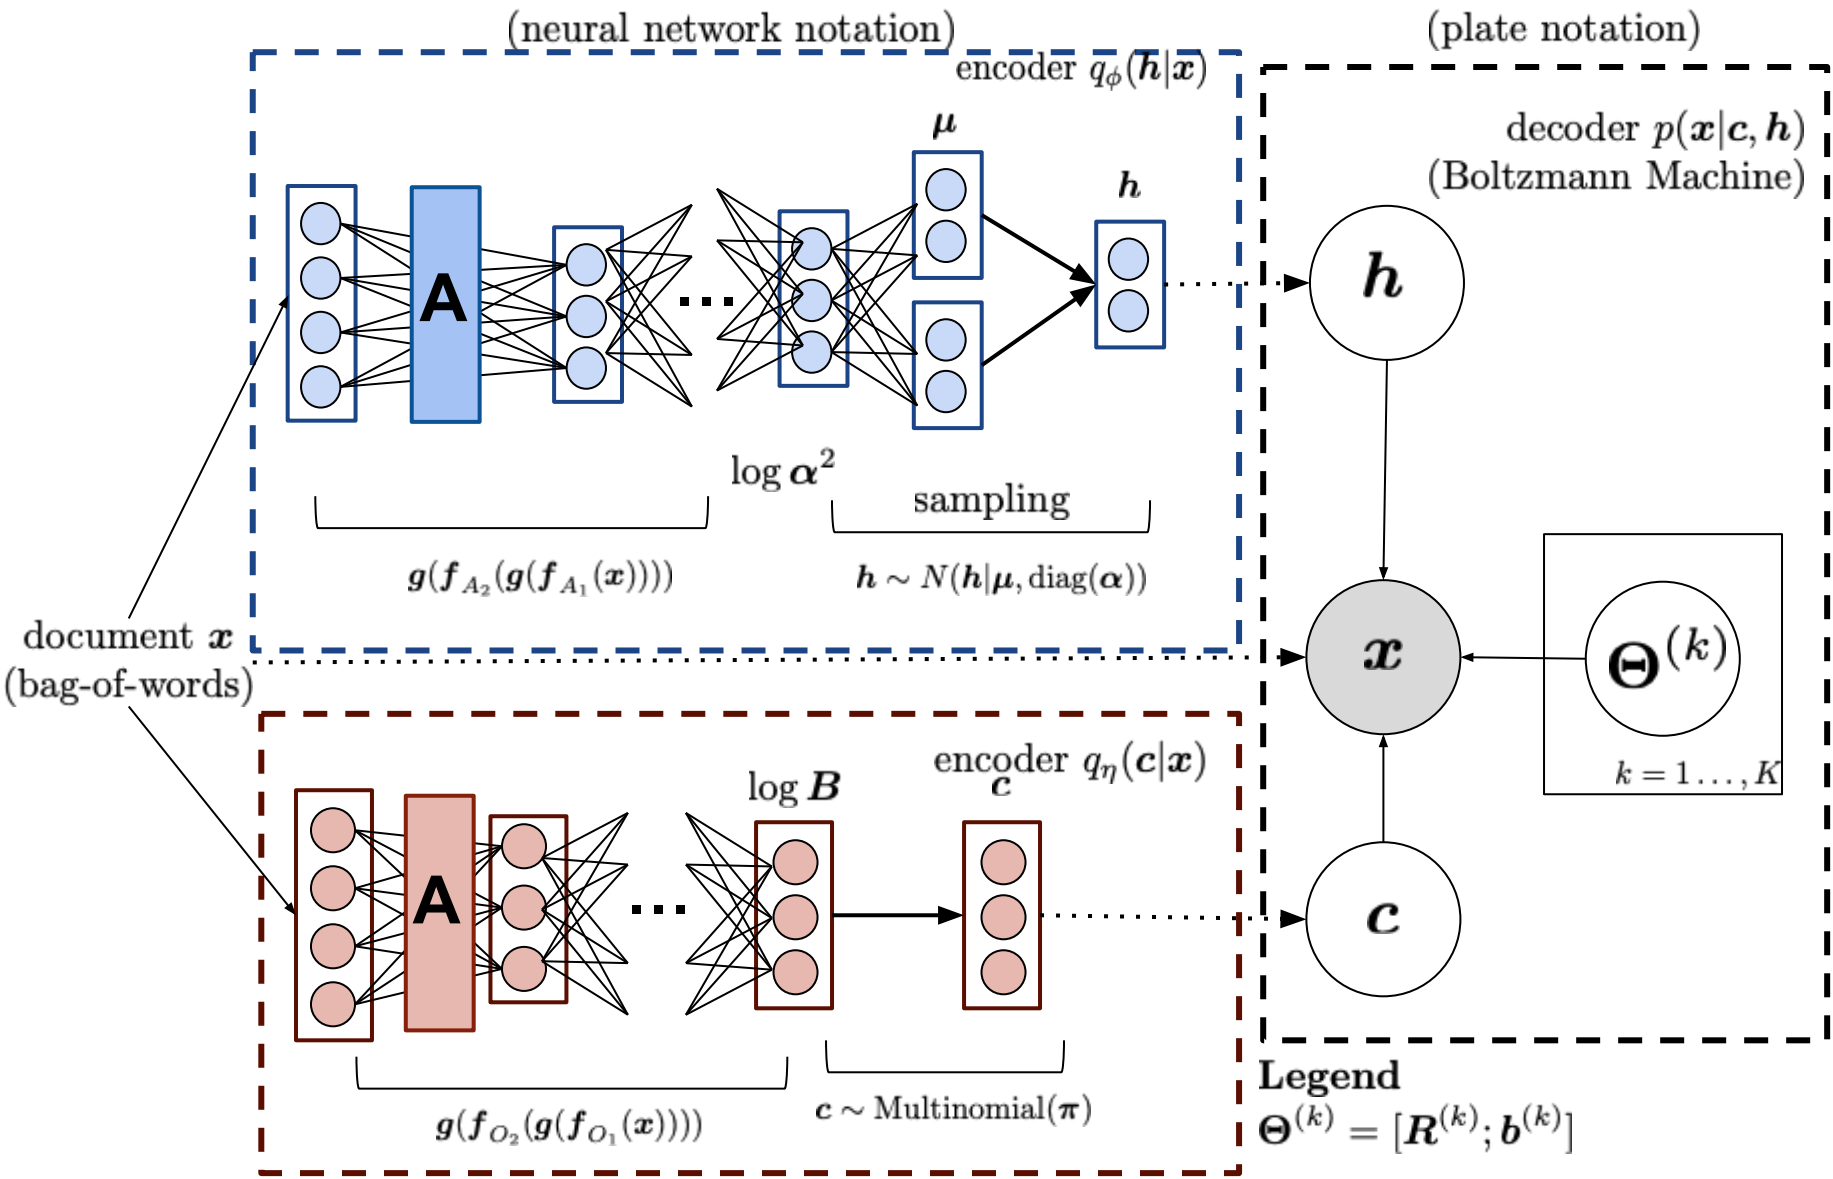 (neural network notation)
(plate notation)
encoder qϕ(h|x)
μ
h
A
log α²
sampling
g(f_{A₂}(g(f_{A₁}(x))))
h ∼ N(h|μ, diag(α))
document x
(bag-of-words)
encoder qη(c|x)
log B
c
A
g(f_{O₂}(g(f_{O₁}(x))))
c ∼ Multinomial(π)
decoder p(x|c, h)
(Boltzmann Machine)
h
x
Θ^{(k)}
k = 1 . . . , K
c
Legend
Θ^{(k)} = [R^{(k)}; b^{(k)}]